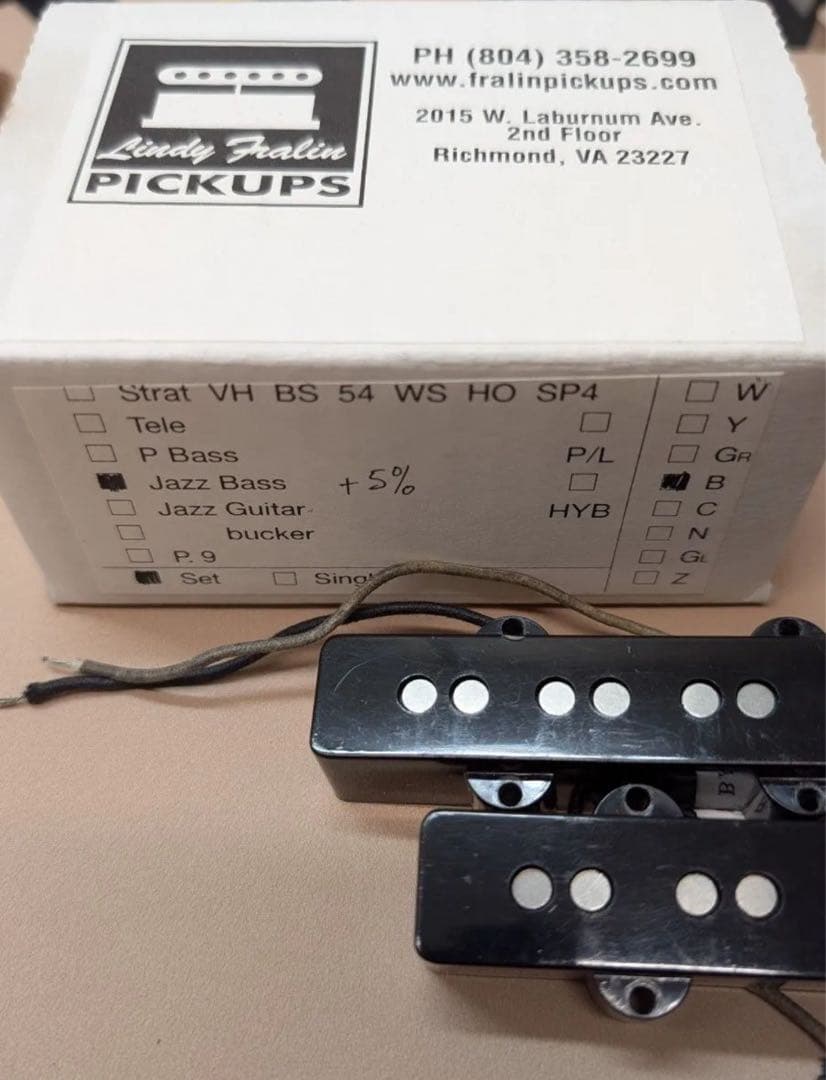 Lindy Fralin
PICKUPS
PH (804) 358-2699
www.fralinpickups.com
2015 W. Laburnum Ave.
2nd Floor
Richmond, VA 23227
Strat VH BS 54 WS HO SP4
Tele
P Bass P/L
Jazz Bass +5%
Jazz Guitar HYB
bucker
P.9
Set Singl
W
Y
GR
B
C
N
GL
Z
BY